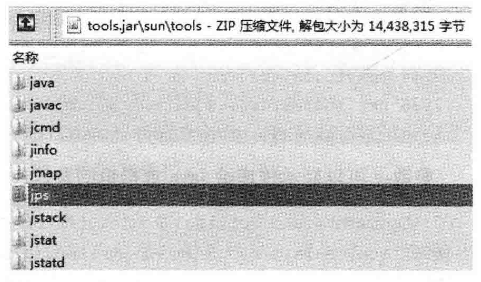 tools.jar\sun\tools - ZIP 压缩文件, 解包大小为 14,438,315 字节
名称
java
javac
jcmd
jinfo
jmap
jps
jstack
jstat
jstatd